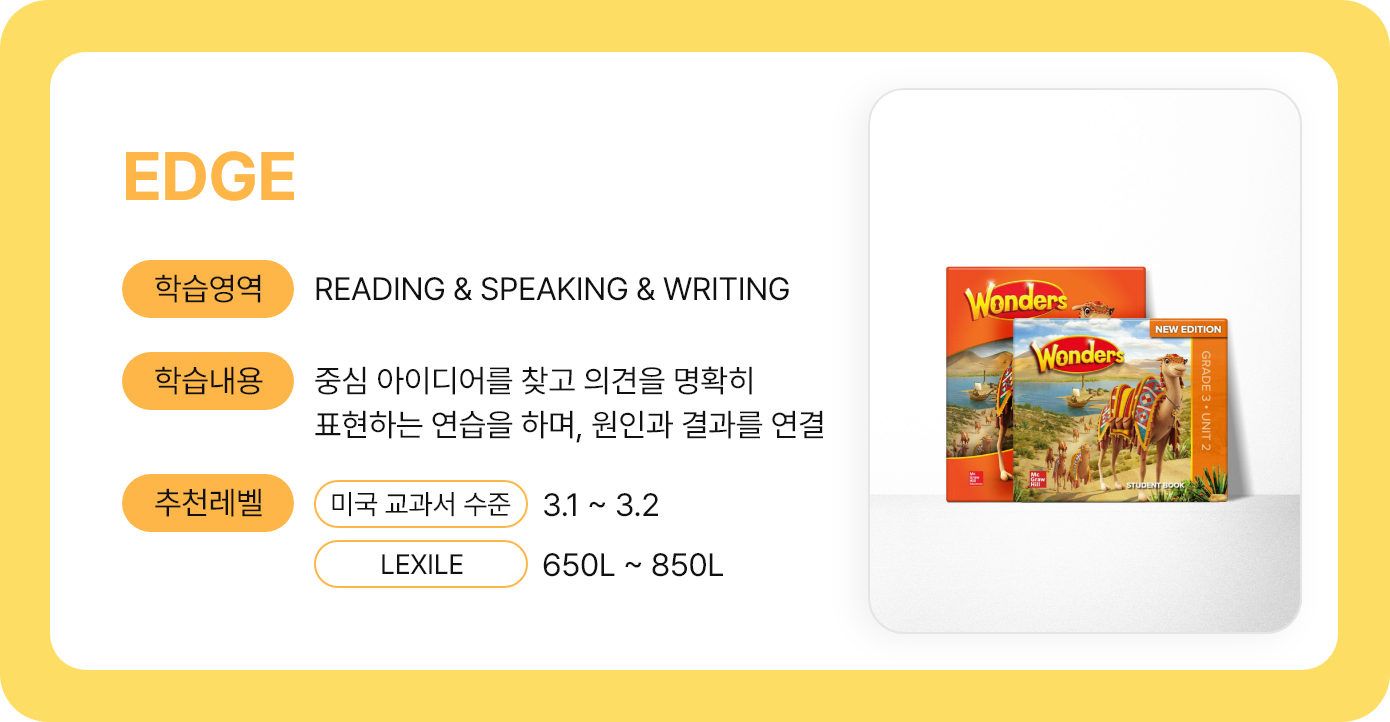 EDGE
학습영역
READING & SPEAKING & WRITING
학습내용
중심 아이디어를 찾고 의견을 명확히
표현하는 연습을 하며, 원인과 결과를 연결
추천레벨
미국 교과서 수준
3.1 ~ 3.2
LEXILE
650L ~ 850L
Wonders
Mc
Graw
Hill
NEW EDITION
Wonders
GRADE 3 • UNIT 2
Mc
Graw
Hill
STUDENT BOOK